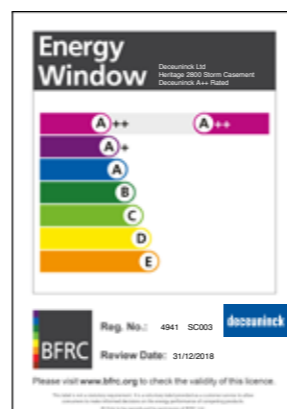 Energy
Window
Deceuninck Ltd
Heritage 2800 Storm Casement
Deceuninck A++ Rated
A++ A++
A+
A
B
C
D
E
BFRC
Reg. No.: 4941 SC003
deceuninck
Review Date: 31/12/2018
Please visit www.bfrc.org to check the validity of this licence.